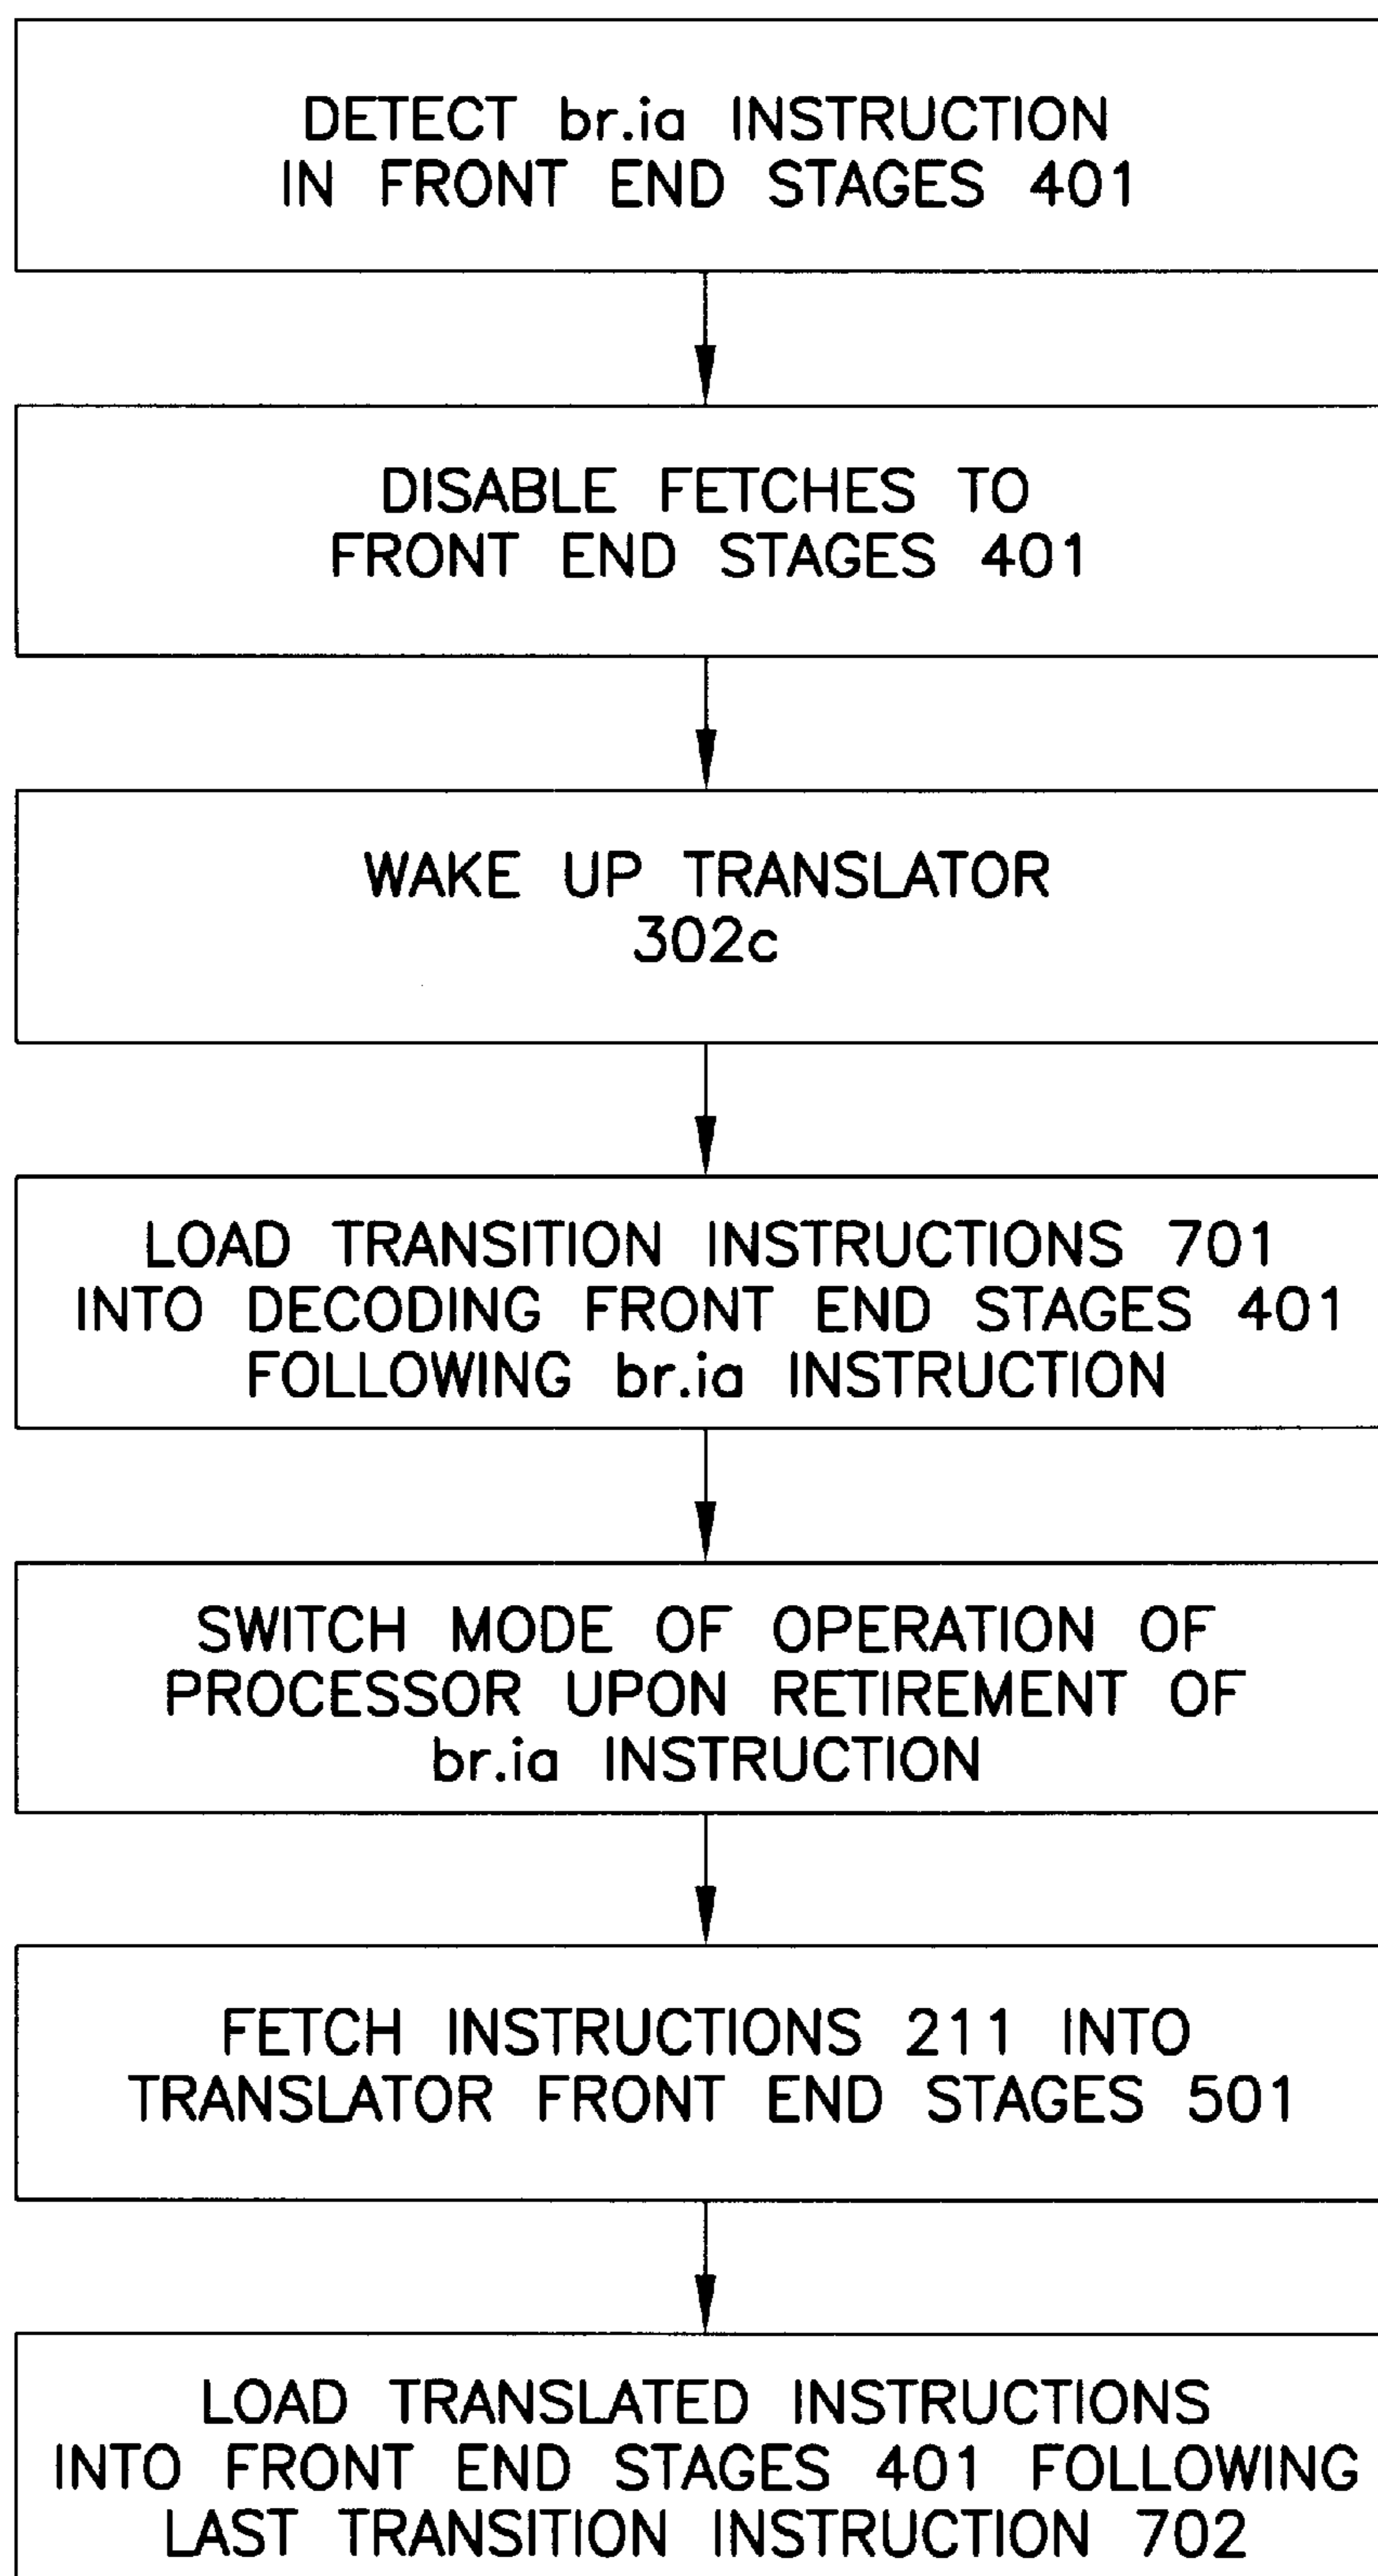 DETECT br.ia INSTRUCTION
IN FRONT END STAGES 401
DISABLE FETCHES TO
FRONT END STAGES 401
WAKE UP TRANSLATOR
302c
LOAD TRANSITION INSTRUCTIONS 701
INTO DECODING FRONT END STAGES 401
FOLLOWING br.ia INSTRUCTION
SWITCH MODE OF OPERATION OF
PROCESSOR UPON RETIREMENT OF
br.ia INSTRUCTION
FETCH INSTRUCTIONS 211 INTO
TRANSLATOR FRONT END STAGES 501
LOAD TRANSLATED INSTRUCTIONS
INTO FRONT END STAGES 401 FOLLOWING
LAST TRANSITION INSTRUCTION 702